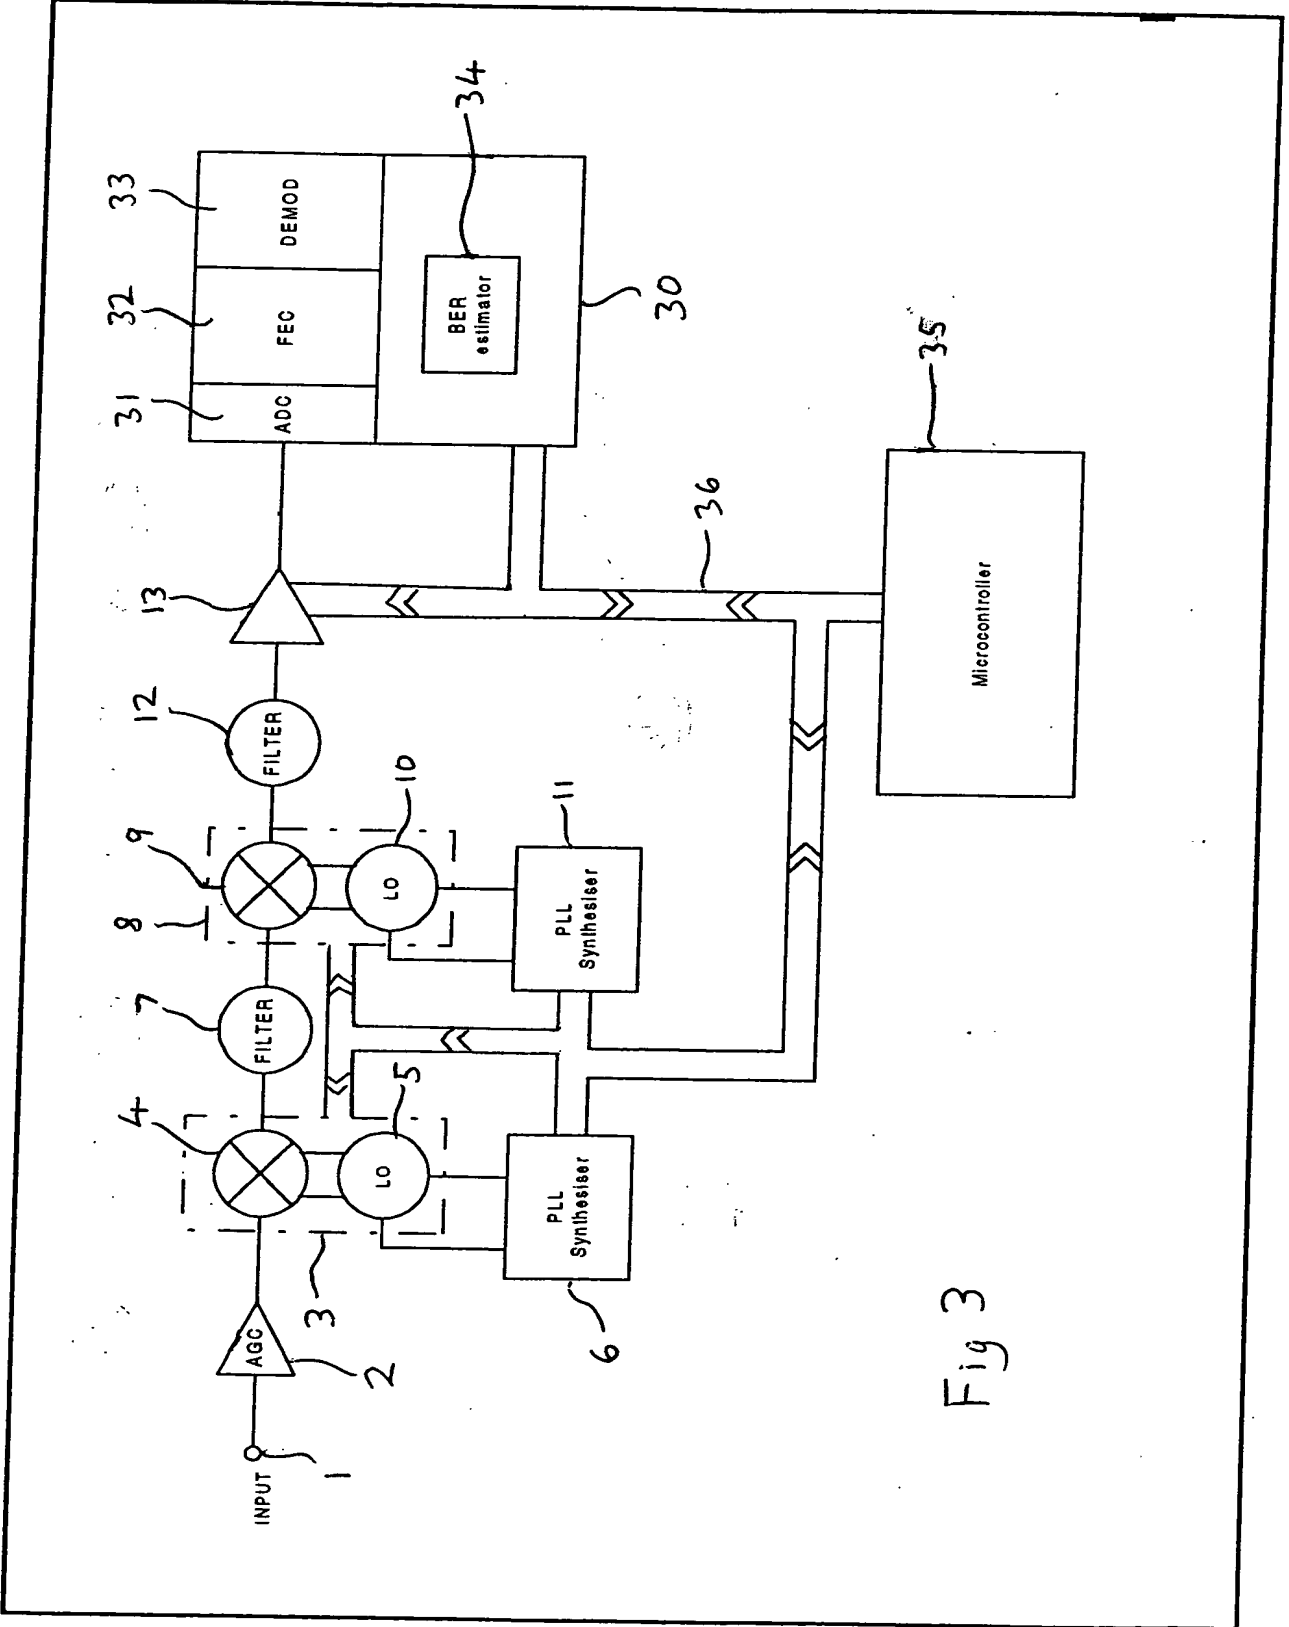 33
32
31
DEMOD
FEC
ADC
34
BER
estimator
30
13
12
FILTER
9
8
10
LO
11
PLL
Synthesiser
7
FILTER
4
5
LO
3
PLL
Synthesiser
6
AGC
2
INPUT
1
36
35
Microcontroller
Fig 3